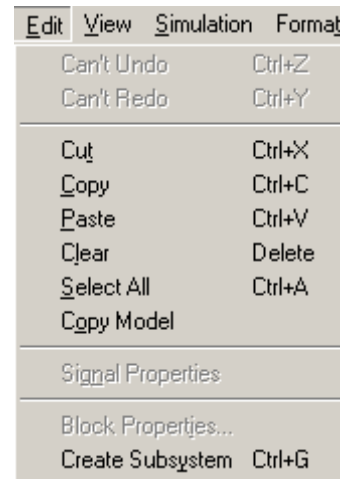 Edit View Simulation Format
Can't Undo Ctrl+Z
Can't Redo Ctrl+Y
Cut Ctrl+X
Copy Ctrl+C
Paste Ctrl+V
Clear Delete
Select All Ctrl+A
Copy Model
Signal Properties
Block Properties...
Create Subsystem Ctrl+G